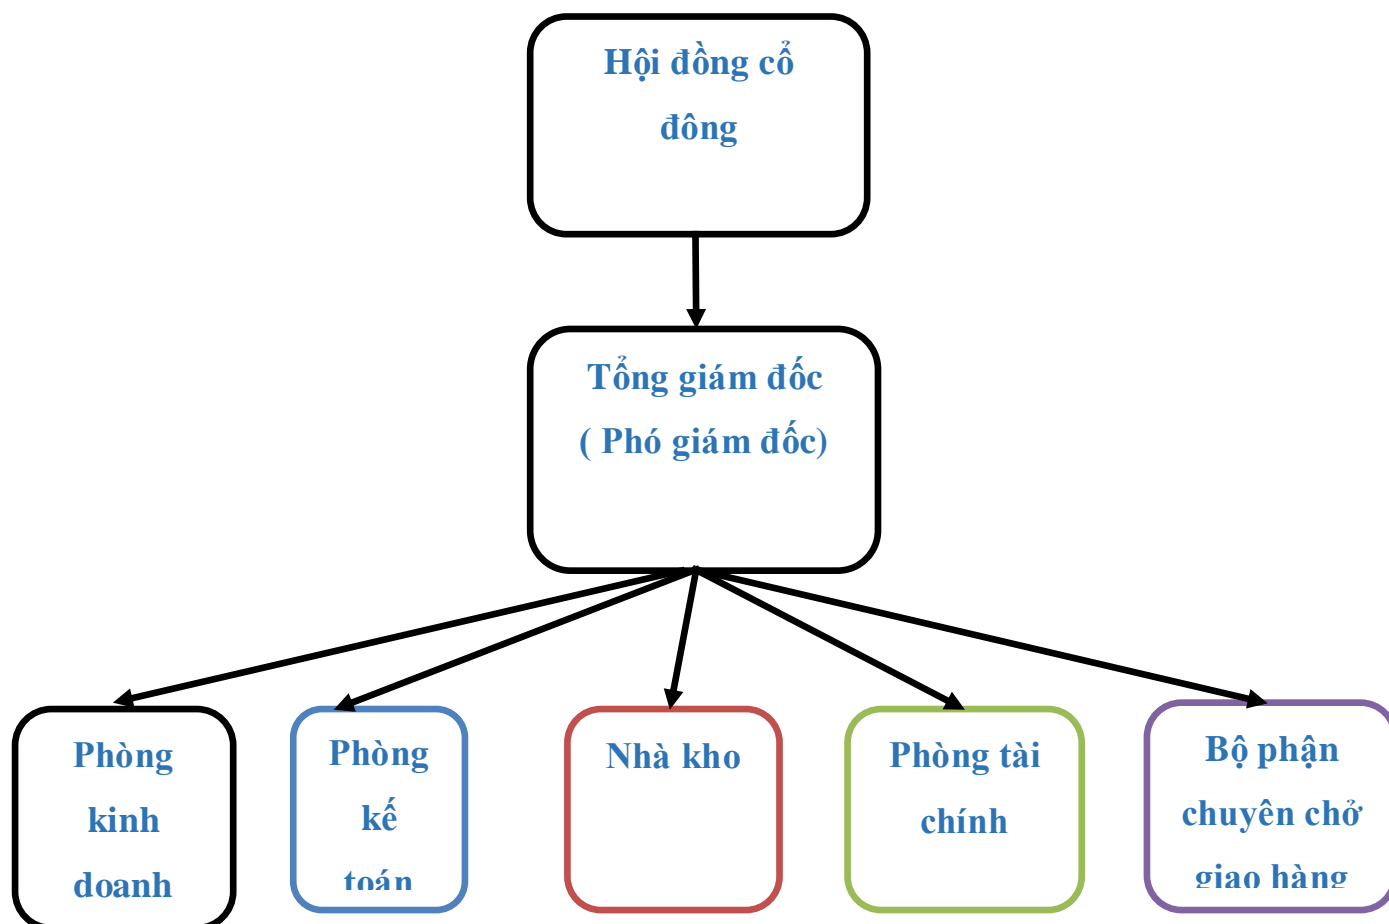 Hội đồng cổ
đông
Tổng giám đốc
( Phó giám đốc)
Phòng
kinh
doanh
Phòng
kế
toán
Nhà kho
Phòng tài
chính
Bộ phận
chuyên chở
giao hàng